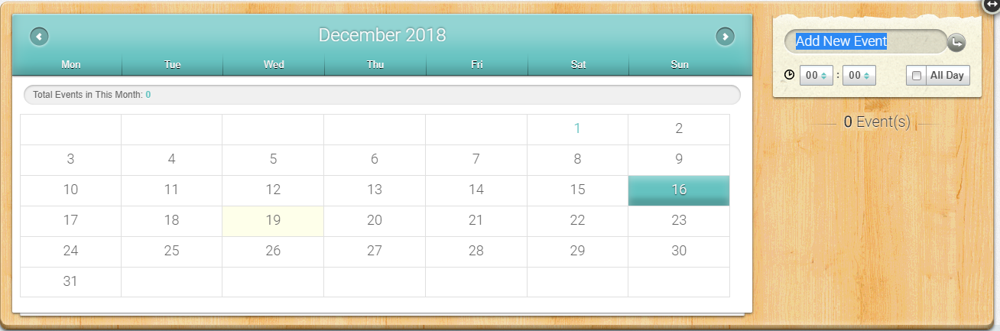 December 2018
Mon Tue Wed Thu Fri Sat Sun
Total Events in This Month: 0
1 2
3 4 5 6 7 8 9
10 11 12 13 14 15 16
17 18 19 20 21 22 23
24 25 26 27 28 29 30
31
Add New Event
00 : 00 All Day
0 Event(s)